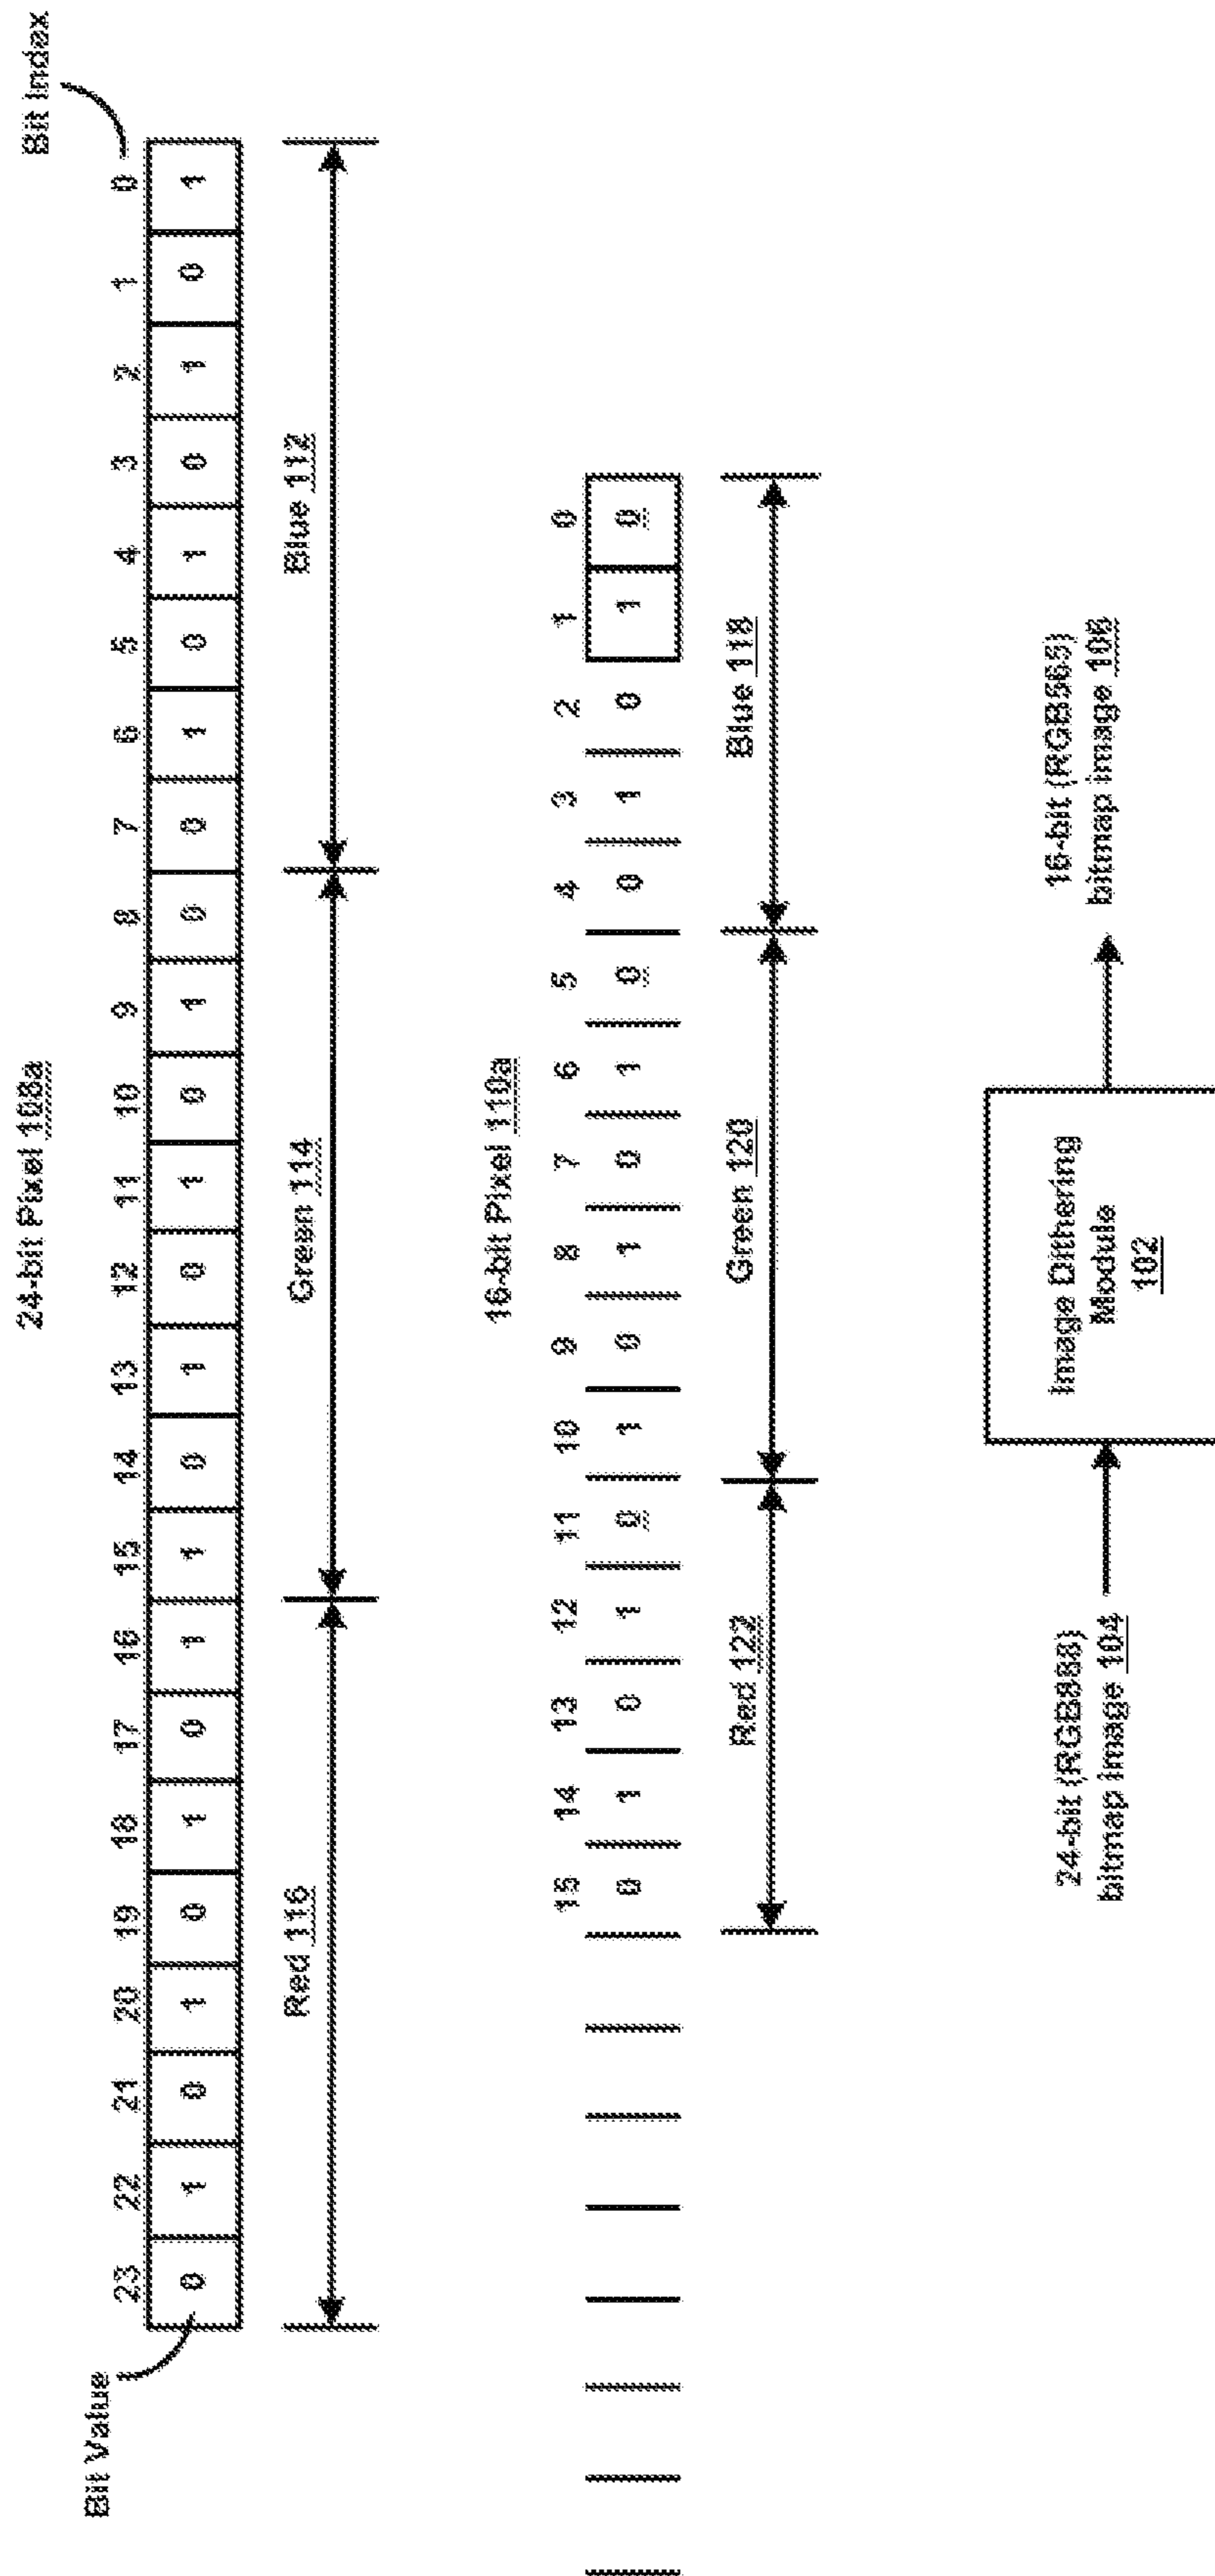 24-bit Pixel 108a
Bit Index
Bit Value
23 22 21 20 19 18 17 16 15 14 13 12 11 10 9 8 7 6 5 4 3 2 1 0
0 1 0 1 0 1 0 1 1 0 1 0 1 0 1 0 0 1 0 1 0 1 0 1
Red 116 Green 114 Blue 112
16-bit Pixel 110a
15 14 13 12 11 10 9 8 7 6 5 4 3 2 1 0
0 1 0 1 0 1 0 1 0 1 0 0 1 0 1 0
Red 122 Green 120 Blue 118
24-bit (RGB888)
bitmap image 104
Image Dithering
Module
102
16-bit (RGB565)
bitmap image 106